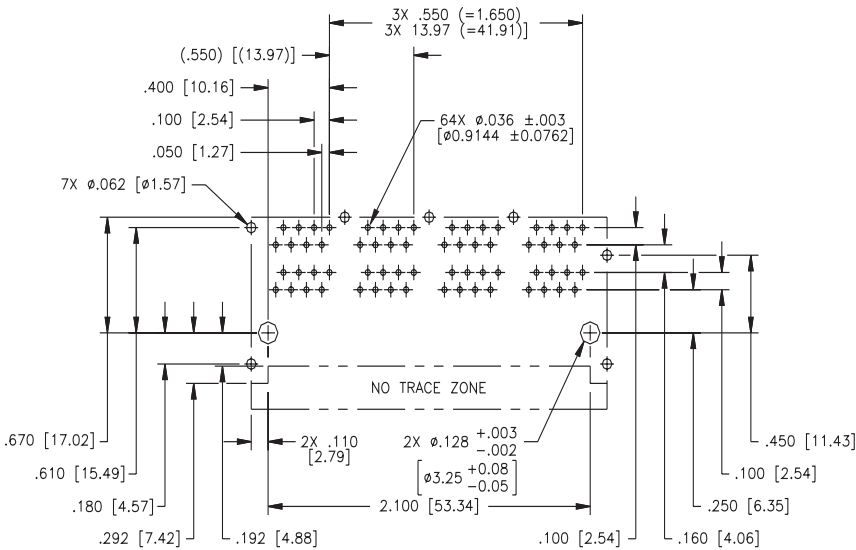 3X .550 (=1.650)
3X 13.97 (=41.91)]
(.550) [(13.97)]
.400 [10.16]
.100 [2.54]
64X ø.036 ±.003
[ø0.9144 ±0.0762]
.050 [1.27]
7X ø.062 [ø1.57]
NO TRACE ZONE
.670 [17.02]
2X .110
[2.79]
2X ø.128 +.003
-.002
[ø3.25 +0.08
-0.05]
.450 [11.43]
.610 [15.49]
.100 [2.54]
.180 [4.57]
2.100 [53.34]
.250 [6.35]
.292 [7.42]
.192 [4.88]
.100 [2.54]
.160 [4.06]